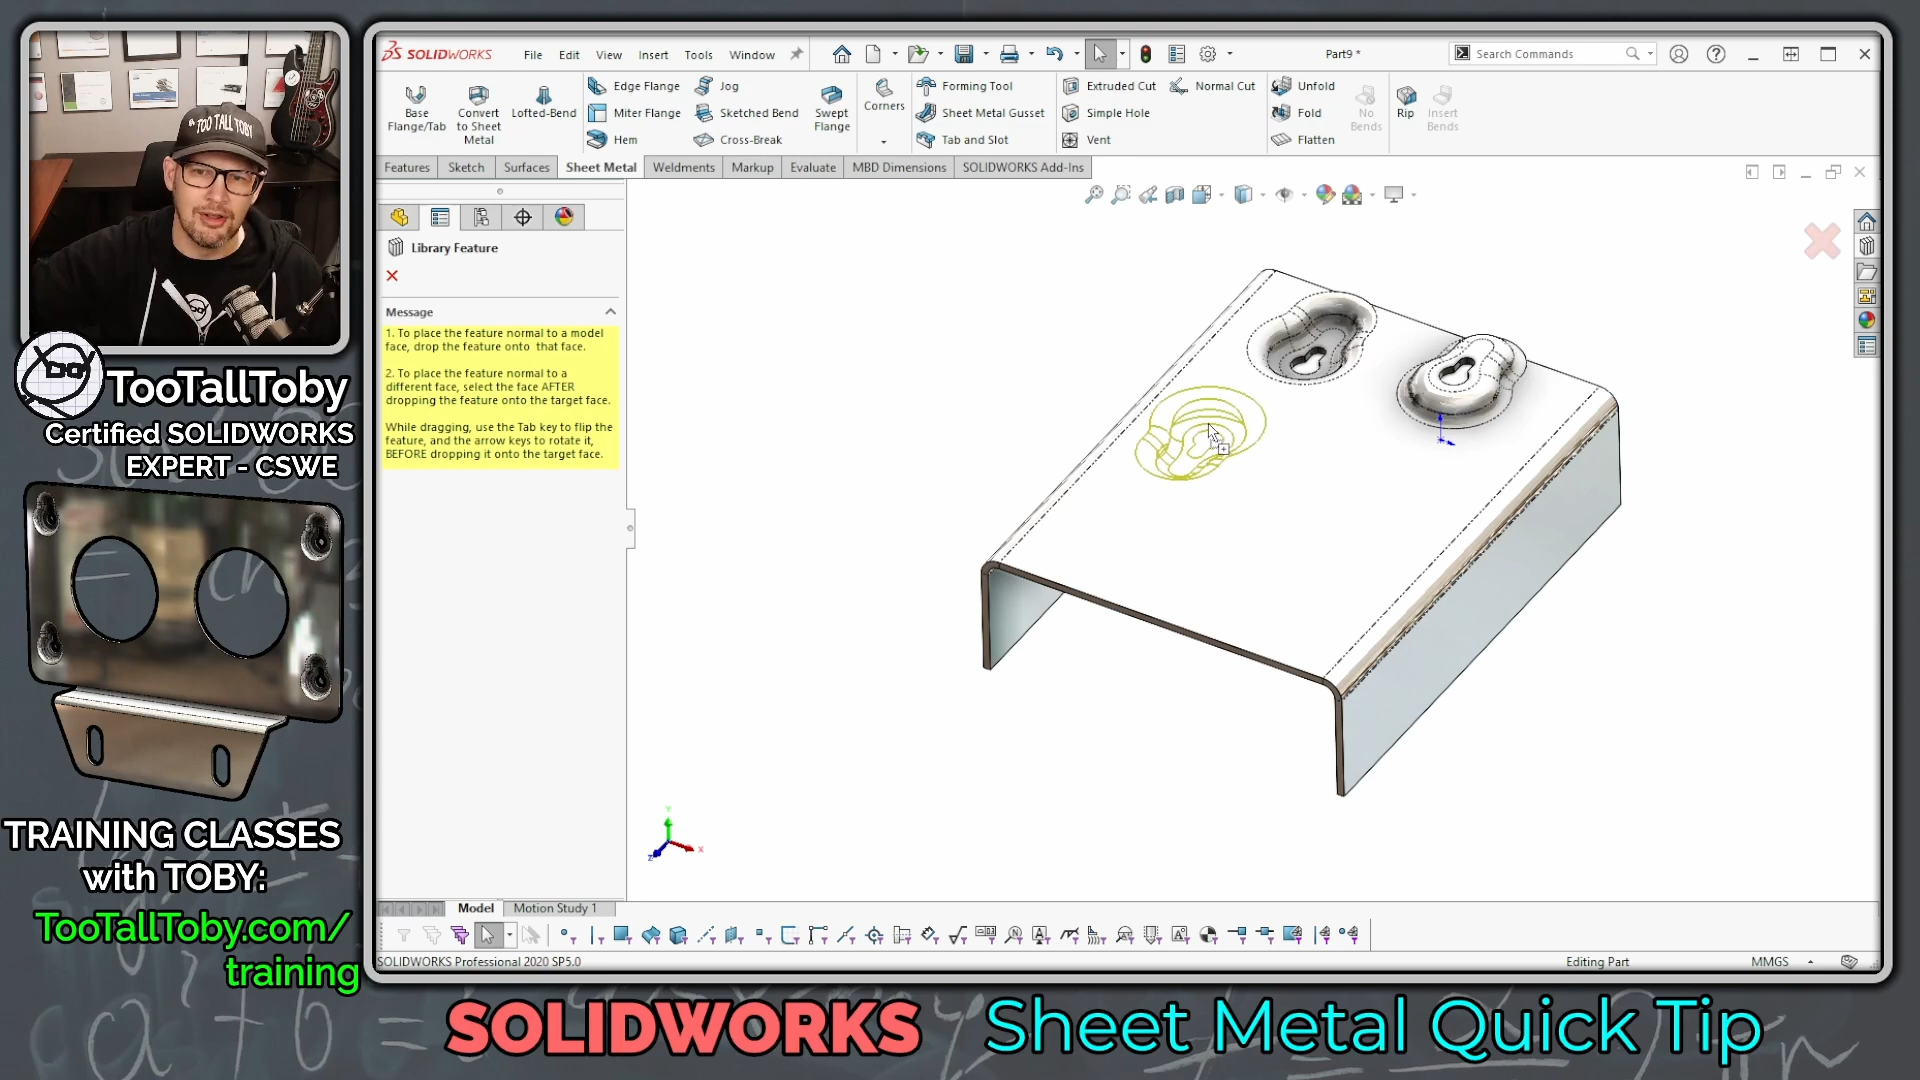 TOO TALL TOBY
TooTallToby
Certified SOLIDWORKS
EXPERT - CSWE
TRAINING CLASSES
with TOBY:
TooTallToby.com/
training
SOLIDWORKS
File Edit View Insert Tools Window
Part9 *
Search Commands
Base Flange/Tab
Convert to Sheet Metal
Lofted-Bend
Edge Flange
Miter Flange
Hem
Jog
Sketched Bend
Cross-Break
Swept Flange
Corners
Forming Tool
Sheet Metal Gusset
Tab and Slot
Extruded Cut
Simple Hole
Vent
Normal Cut
Unfold
Fold
Flatten
No Bends
Rip
Insert Bends
Features Sketch Surfaces Sheet Metal Weldments Markup Evaluate MBD Dimensions SOLIDWORKS Add-Ins
Library Feature
Message
1. To place the feature normal to a model
face, drop the feature onto that face.
2. To place the feature normal to a
different face, select the face AFTER
dropping the feature onto the target face.
While dragging, use the Tab key to flip the
feature, and the arrow keys to rotate it,
BEFORE dropping it onto the target face.
Y
X
Z
Model Motion Study 1
SOLIDWORKS Professional 2020 SP5.0
Editing Part
MMGS
SOLIDWORKS Sheet Metal Quick Tip